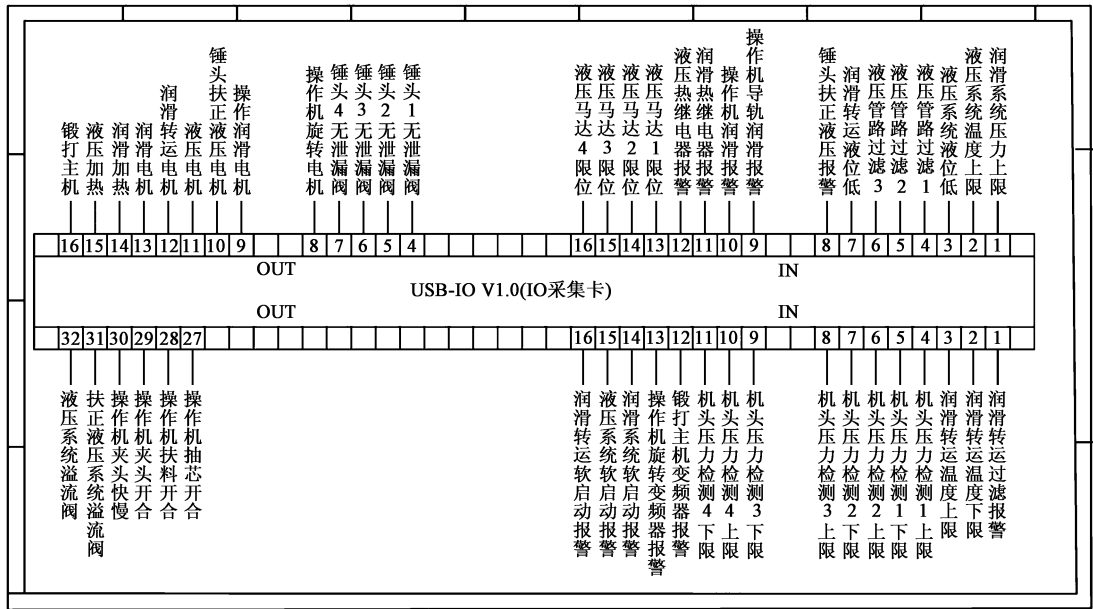 锻打主机
液压加热
润滑加热
润滑电机
润滑转运电机
液压电机
锤头扶正液压电机
操作润滑电机
操作机旋转电机
锤头4无泄漏阀
锤头3无泄漏阀
锤头2无泄漏阀
锤头1无泄漏阀
液压马达4限位
液压马达3限位
液压马达2限位
液压马达1限位
液压热继电器报警
润滑热继电器报警
操作机润滑报警
操作机导轨润滑报警
锤头扶正液压报警
润滑转运液位低
液压管路过滤3
液压管路过滤2
液压管路过滤1
液压系统液位低
液压系统温度上限
润滑系统压力上限
16 15 14 13 12 11 10 9 8 7 6 5 4 16 15 14 13 12 11 10 9 8 7 6 5 4 3 2 1
OUT IN
USB-IO V1.0(IO采集卡)
OUT IN
32 31 30 29 28 27 16 15 14 13 12 11 10 9 8 7 6 5 4 3 2 1
液压系统溢流阀
扶正液压系统溢流阀
操作机夹头快慢
操作机夹头开合
操作机扶料开合
操作机抽芯开合
润滑转运软启动报警
液压系统软启动报警
润滑系统软启动报警
操作机旋转变频器报警
锻打主机变频器报警
机头压力检测4下限
机头压力检测4上限
机头压力检测3下限
机头压力检测3上限
机头压力检测2下限
机头压力检测2上限
机头压力检测1下限
机头压力检测1上限
润滑转运温度上限
润滑转运温度下限
润滑转运过滤报警